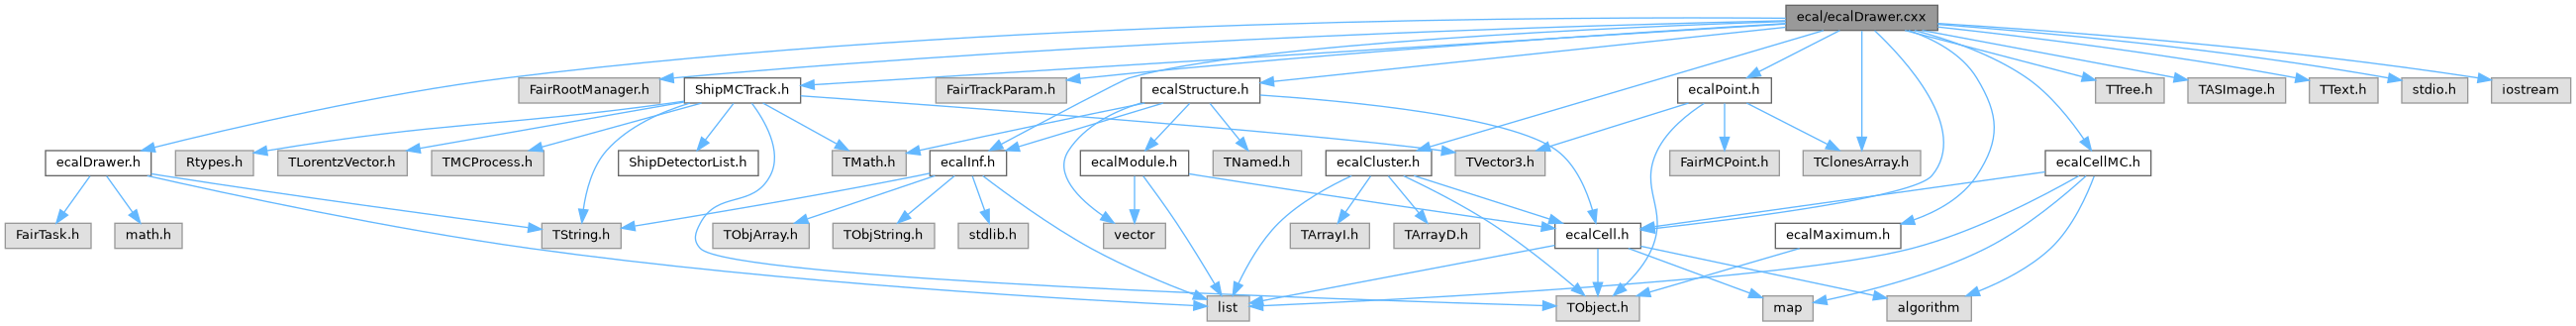 ecal/ecalDrawer.cxx
FairRootManager.h
ShipMCTrack.h
FairTrackParam.h
ecalStructure.h
ecalPoint.h
TTree.h
TASImage.h
TText.h
stdio.h
iostream
ecalDrawer.h
Rtypes.h
TLorentzVector.h
TMCProcess.h
ShipDetectorList.h
TMath.h
ecalInf.h
ecalModule.h
TNamed.h
ecalCluster.h
TVector3.h
FairMCPoint.h
TClonesArray.h
ecalCellMC.h
FairTask.h
math.h
TString.h
TObjArray.h
TObjString.h
stdlib.h
vector
TArrayI.h
TArrayD.h
ecalCell.h
ecalMaximum.h
list
TObject.h
map
algorithm